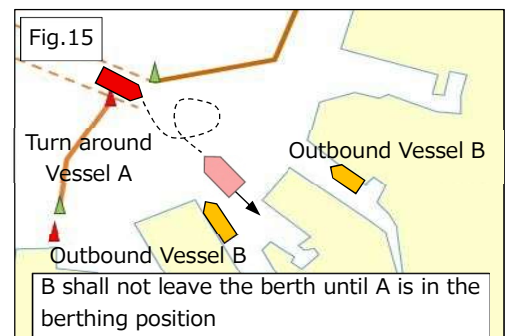 Fig.15
Turn around
Vessel A
Outbound Vessel B
Outbound Vessel B
B shall not leave the berth until A is in the
berthing position